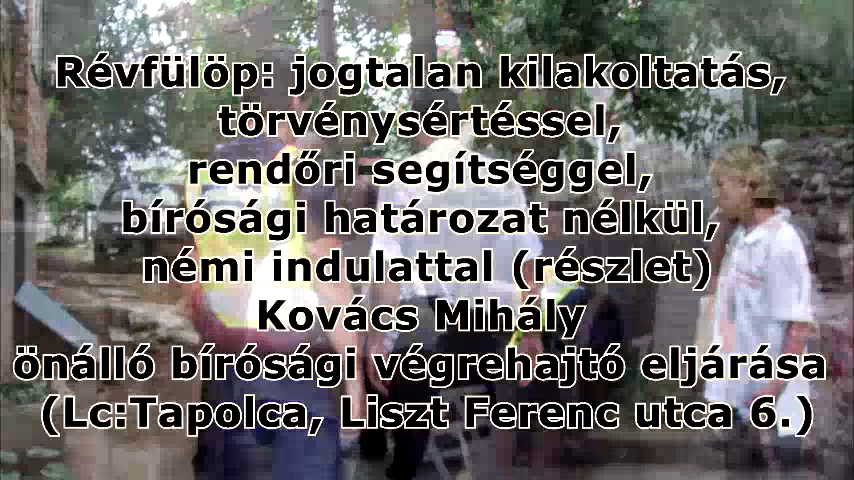 Révfülöp: jogtalan kilakoltatás,
törvénysértéssel,
rendőri segítséggel,
bírósági határozat nélkül,
némi indulattal (részlet)
Kovács Mihály
önálló bírósági végrehajtó eljárása
(Lc:Tapolca, Liszt Ferenc utca 6.)